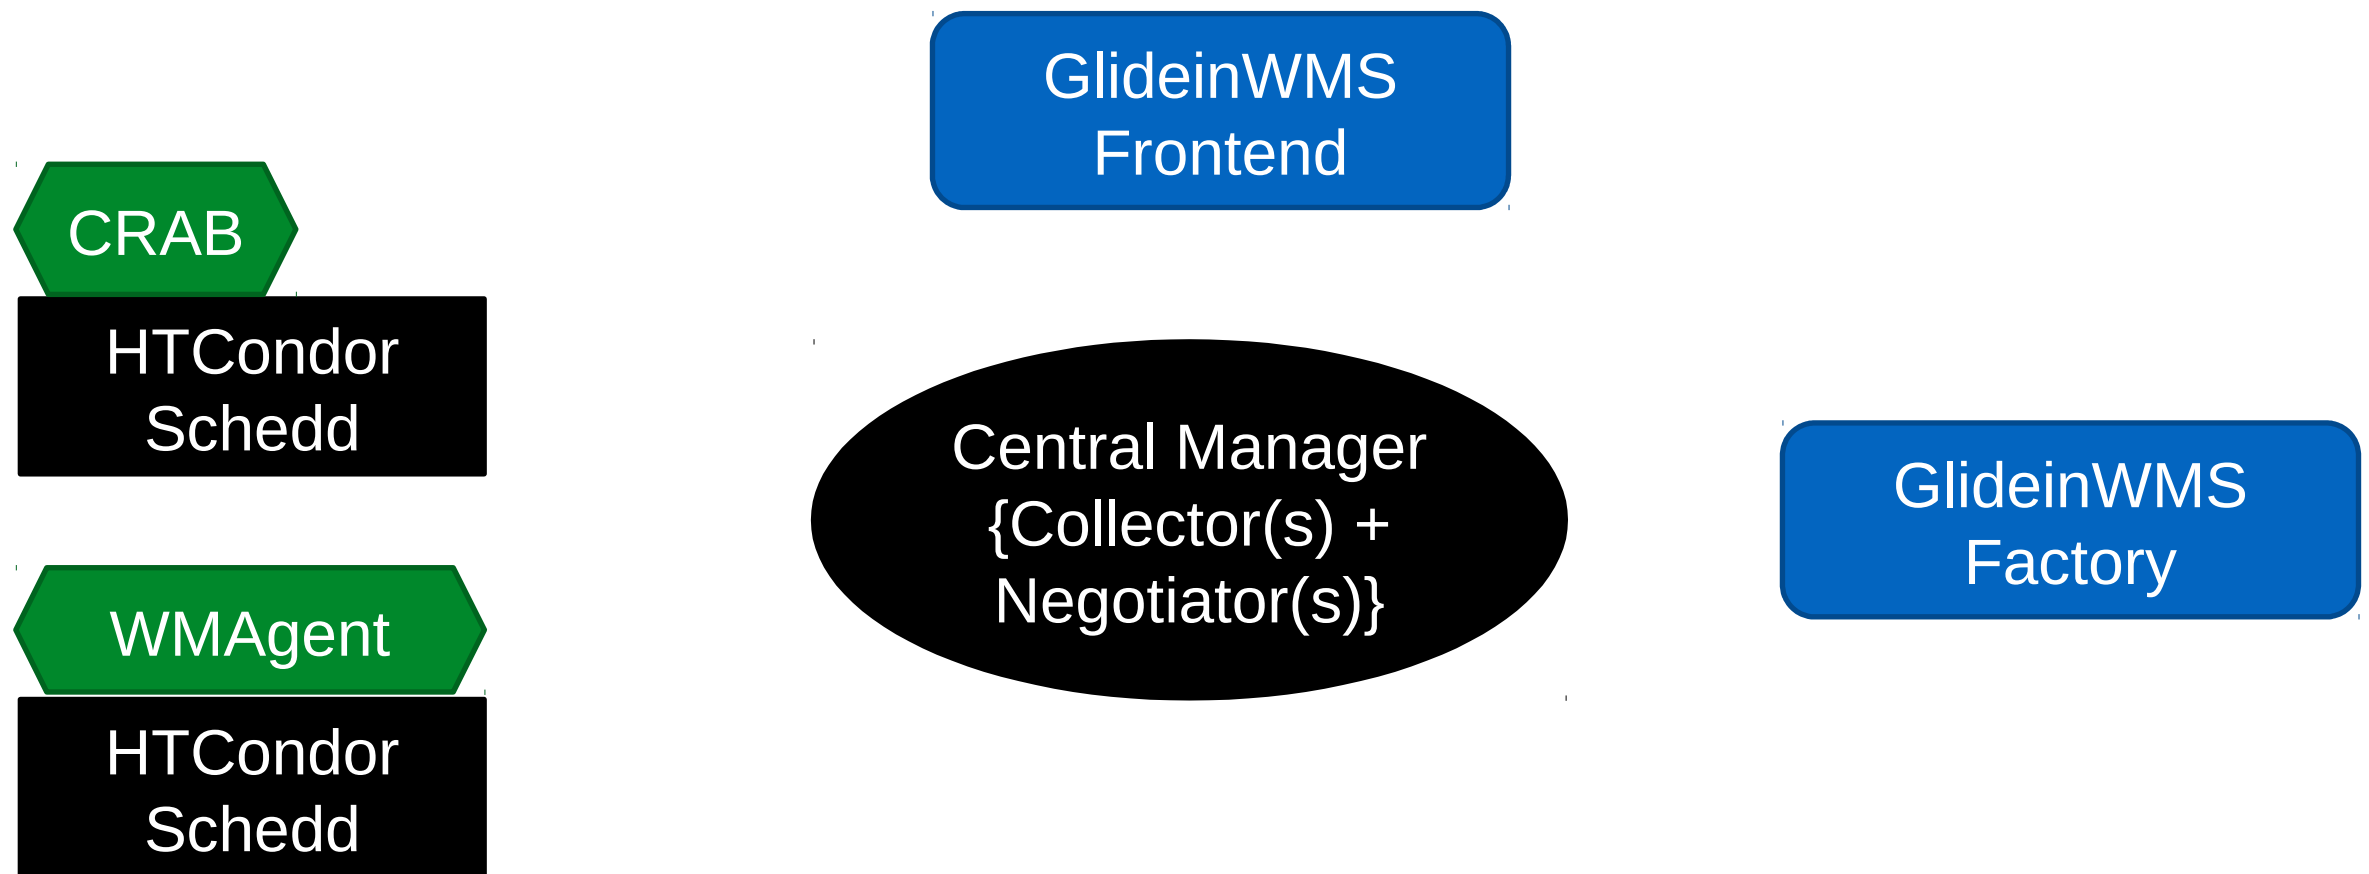 GlideinWMS
Frontend
CRAB
HTCondor
Schedd
Central Manager
{Collector(s) +
Negotiator(s)}
GlideinWMS
Factory
WMAgent
HTCondor
Schedd